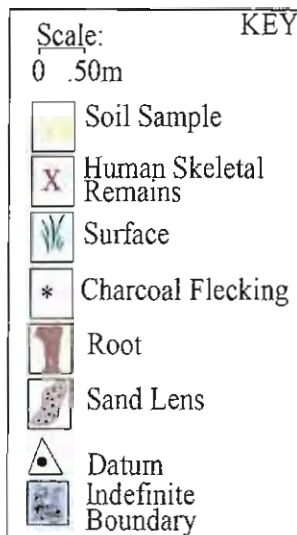 KEY
Scale:
0 .50m
Soil Sample
X Human Skeletal
Remains
Surface
* Charcoal Flecking
Root
Sand Lens
Datum
Indefinite
Boundary